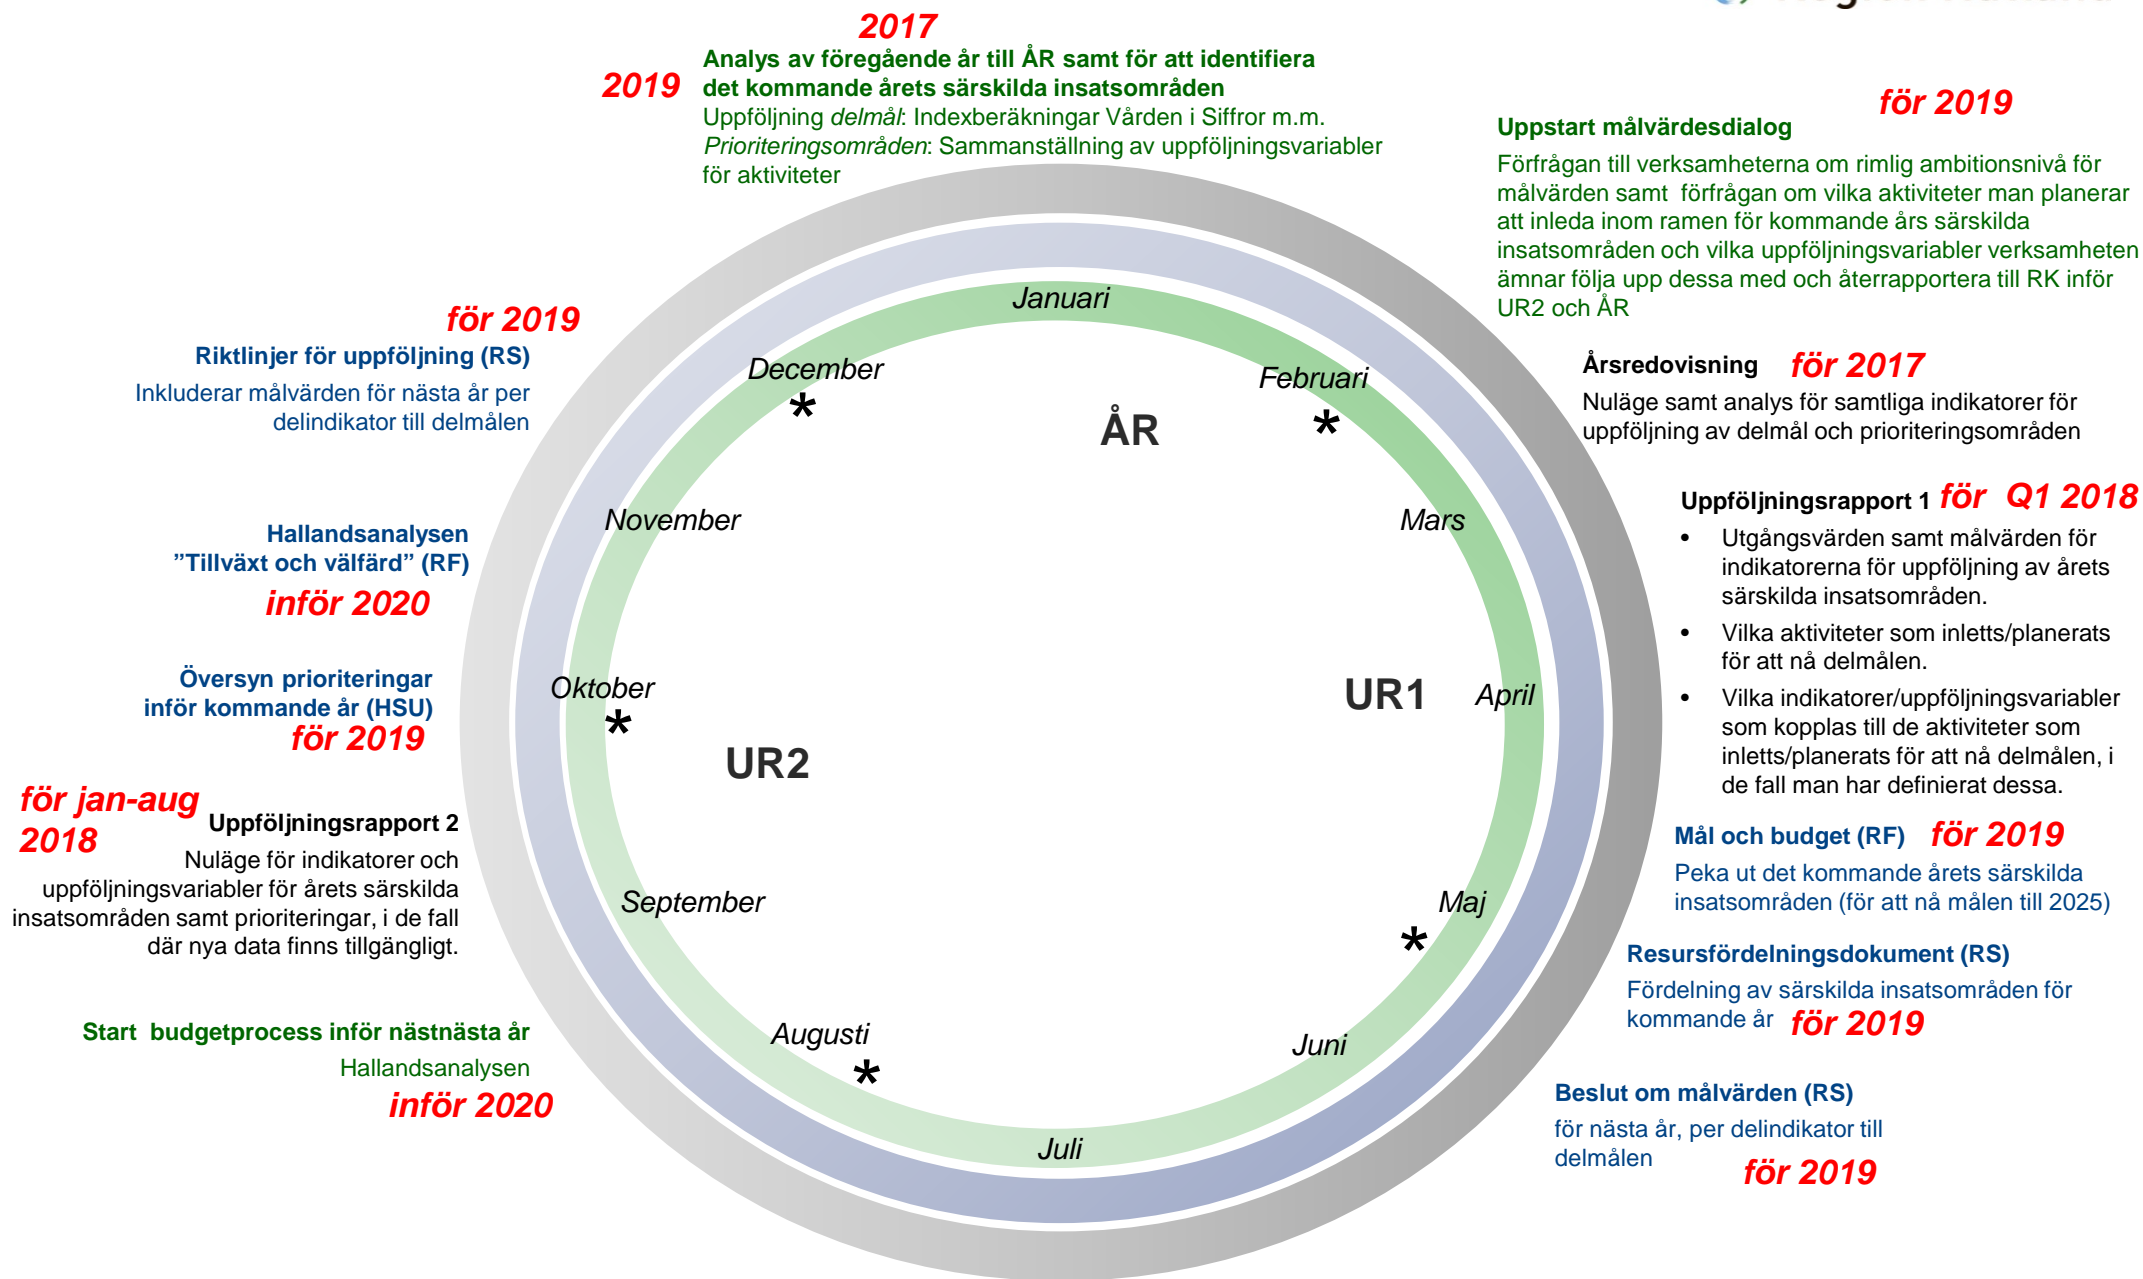 2017
Analys av föregående år till ÅR samt för att identifiera
2019 det kommande årets särskilda insatsområden
Uppföljning delmål: Indexberäkningar Vården i Siffror m.m.
Prioriteringsområden: Sammanställning av uppföljningsvariabler
för aktiviteter
för 2019
Uppstart målvärdesdialog
Förfrågan till verksamheterna om rimlig ambitionsnivå för
målvärden samt förfrågan om vilka aktiviteter man planerar
att inleda inom ramen för kommande års särskilda
insatsområden och vilka uppföljningsvariabler verksamheten
ämnar följa upp dessa med och återrapportera till RK inför
UR2 och ÅR
Årsredovisning för 2017
Nuläge samt analys för samtliga indikatorer för
uppföljning av delmål och prioriteringsområden
Uppföljningsrapport 1 för Q1 2018
• Utgångsvärden samt målvärden för
indikatorerna för uppföljning av årets
särskilda insatsområden.
• Vilka aktiviteter som inletts/planerats
för att nå delmålen.
• Vilka indikatorer/uppföljningsvariabler
som kopplas till de aktiviteter som
inletts/planerats för att nå delmålen, i
de fall man har definierat dessa.
Mål och budget (RF) för 2019
Peka ut det kommande årets särskilda
insatsområden (för att nå målen till 2025)
Resursfördelningsdokument (RS)
Fördelning av särskilda insatsområden för
kommande år för 2019
Beslut om målvärden (RS)
för nästa år, per delindikator till
delmålen
för 2019
för 2019
Riktlinjer för uppföljning (RS)
Inkluderar målvärden för nästa år per
delindikator till delmålen
Hallandsanalysen
”Tillväxt och välfärd” (RF)
inför 2020
Översyn prioriteringar
inför kommande år (HSU)
för 2019
för jan-aug
2018
Uppföljningsrapport 2
Nuläge för indikatorer och
uppföljningsvariabler för årets särskilda
insatsområden samt prioriteringar, i de fall
där nya data finns tillgängligt.
Start budgetprocess inför nästnästa år
Hallandsanalysen
inför 2020
Januari
Februari
*
Mars
April
Maj
*
Juni
Juli
Augusti
*
September
Oktober
*
November
December
*
ÅR
UR1
UR2